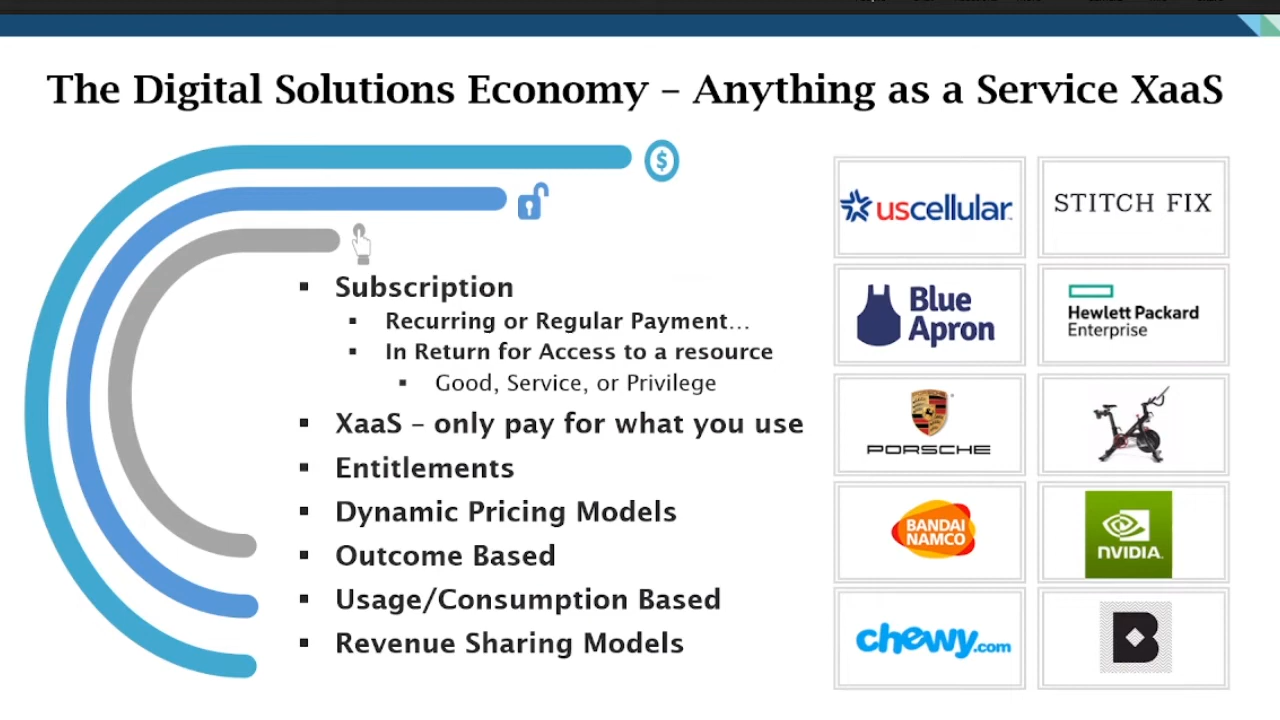 The Digital Solutions Economy – Anything as a Service XaaS
$
Subscription
Recurring or Regular Payment...
In Return for Access to a resource
Good, Service, or Privilege
XaaS – only pay for what you use
Entitlements
Dynamic Pricing Models
Outcome Based
Usage/Consumption Based
Revenue Sharing Models
uscellular
STITCH FIX
Blue
Apron
Hewlett Packard
Enterprise
PORSCHE
BANDAI
NAMCO
NVIDIA.
chewy.com
B